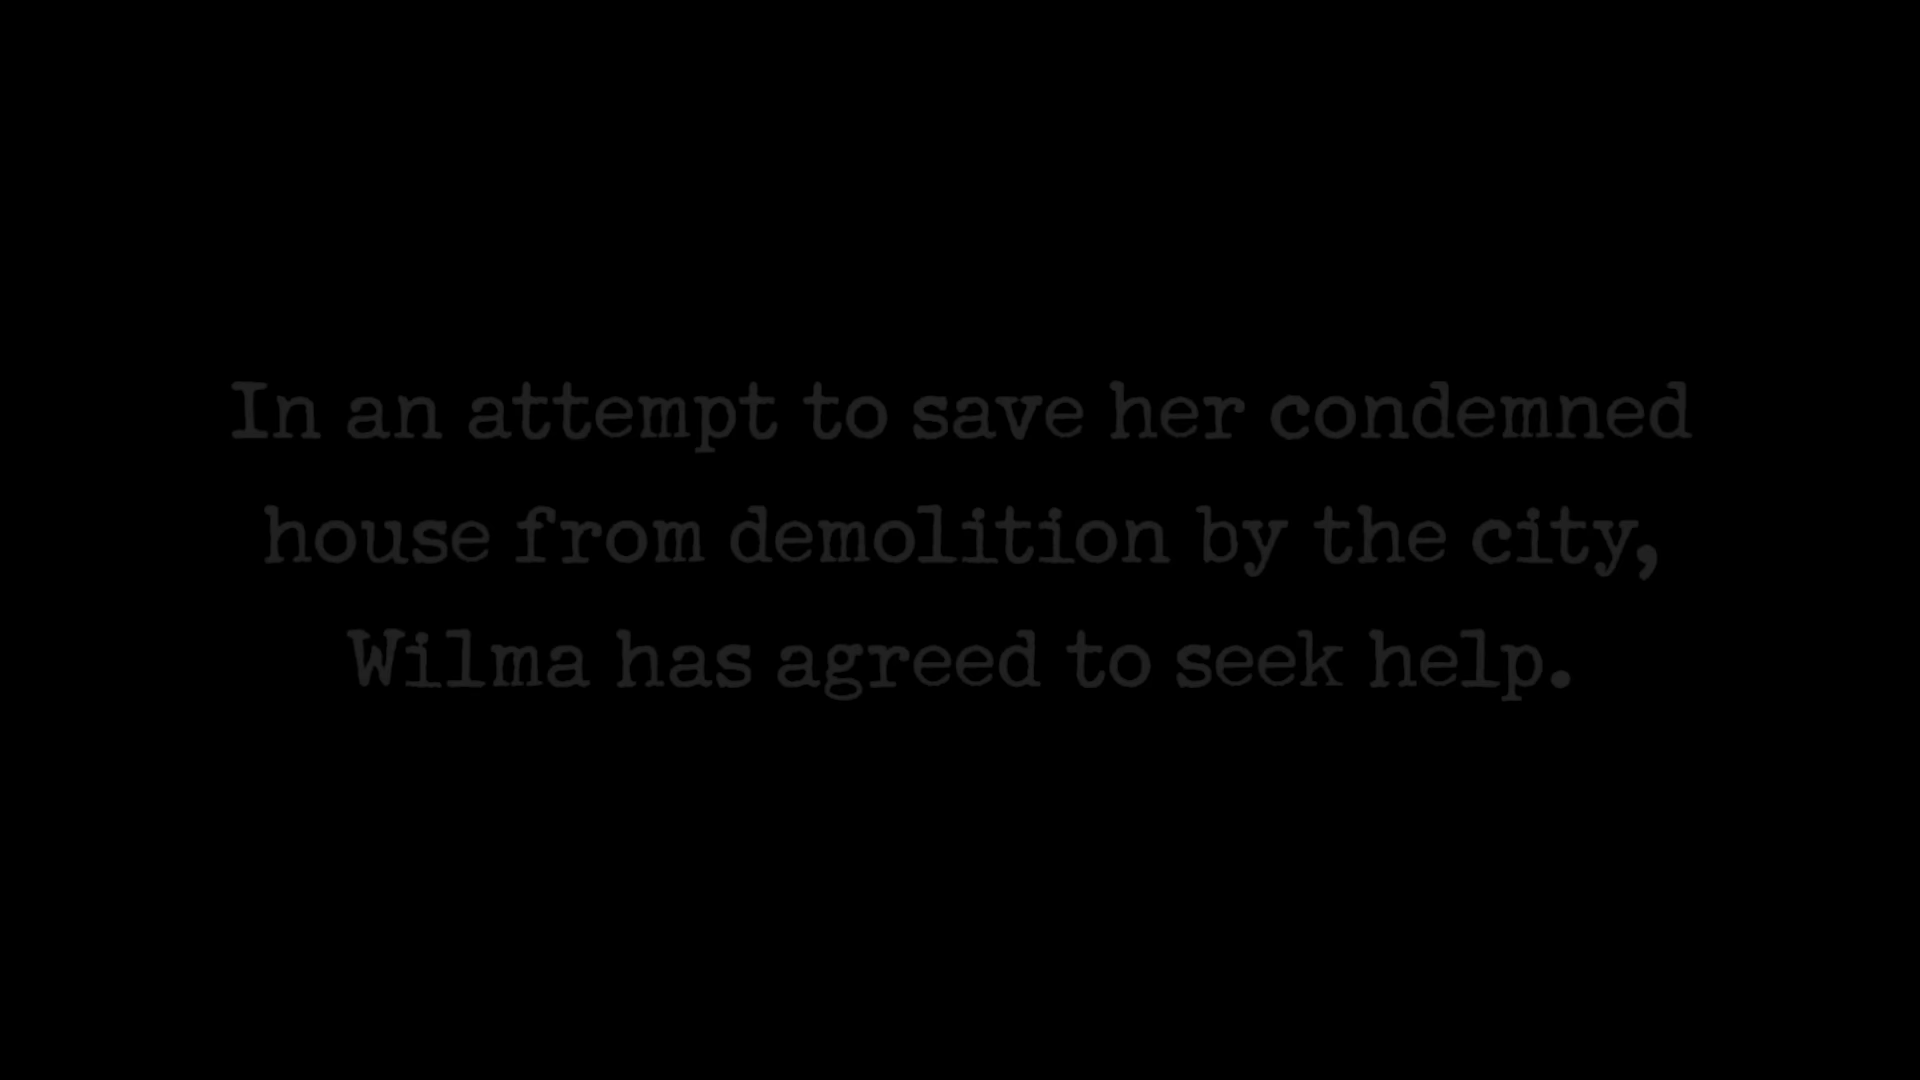 In an attempt to save her condemned
house from demolition by the city,
Wilma has agreed to seek help.